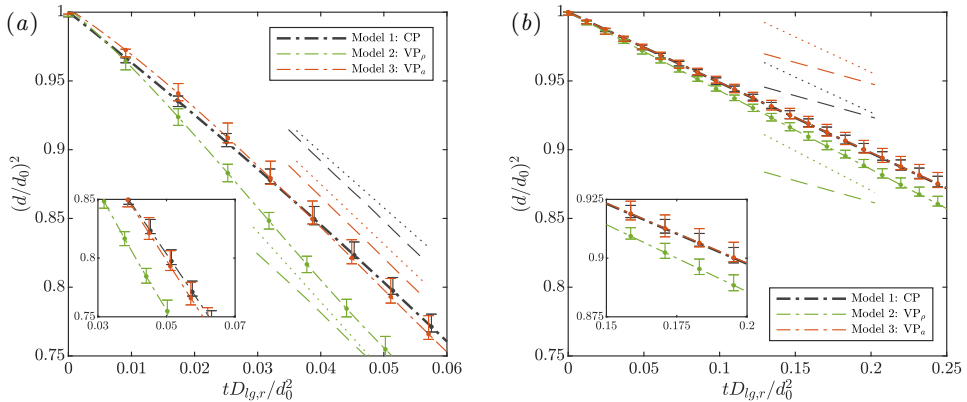 (a)
1
0.95
0.9
0.85
0.8
0.75
(d/d₀)²
Model 1: CP
Model 2: VPρ
Model 3: VPₐ
0.85
0.8
0.75
0.03 0.05 0.07
0 0.01 0.02 0.03 0.04 0.05 0.06
tD_{lg,r}/d₀²
(b)
1
0.95
0.9
0.85
0.8
0.75
(d/d₀)²
0.925
0.9
0.875
0.15 0.175 0.2
Model 1: CP
Model 2: VPρ
Model 3: VPₐ
0 0.05 0.1 0.15 0.2 0.25
tD_{lg,r}/d₀²